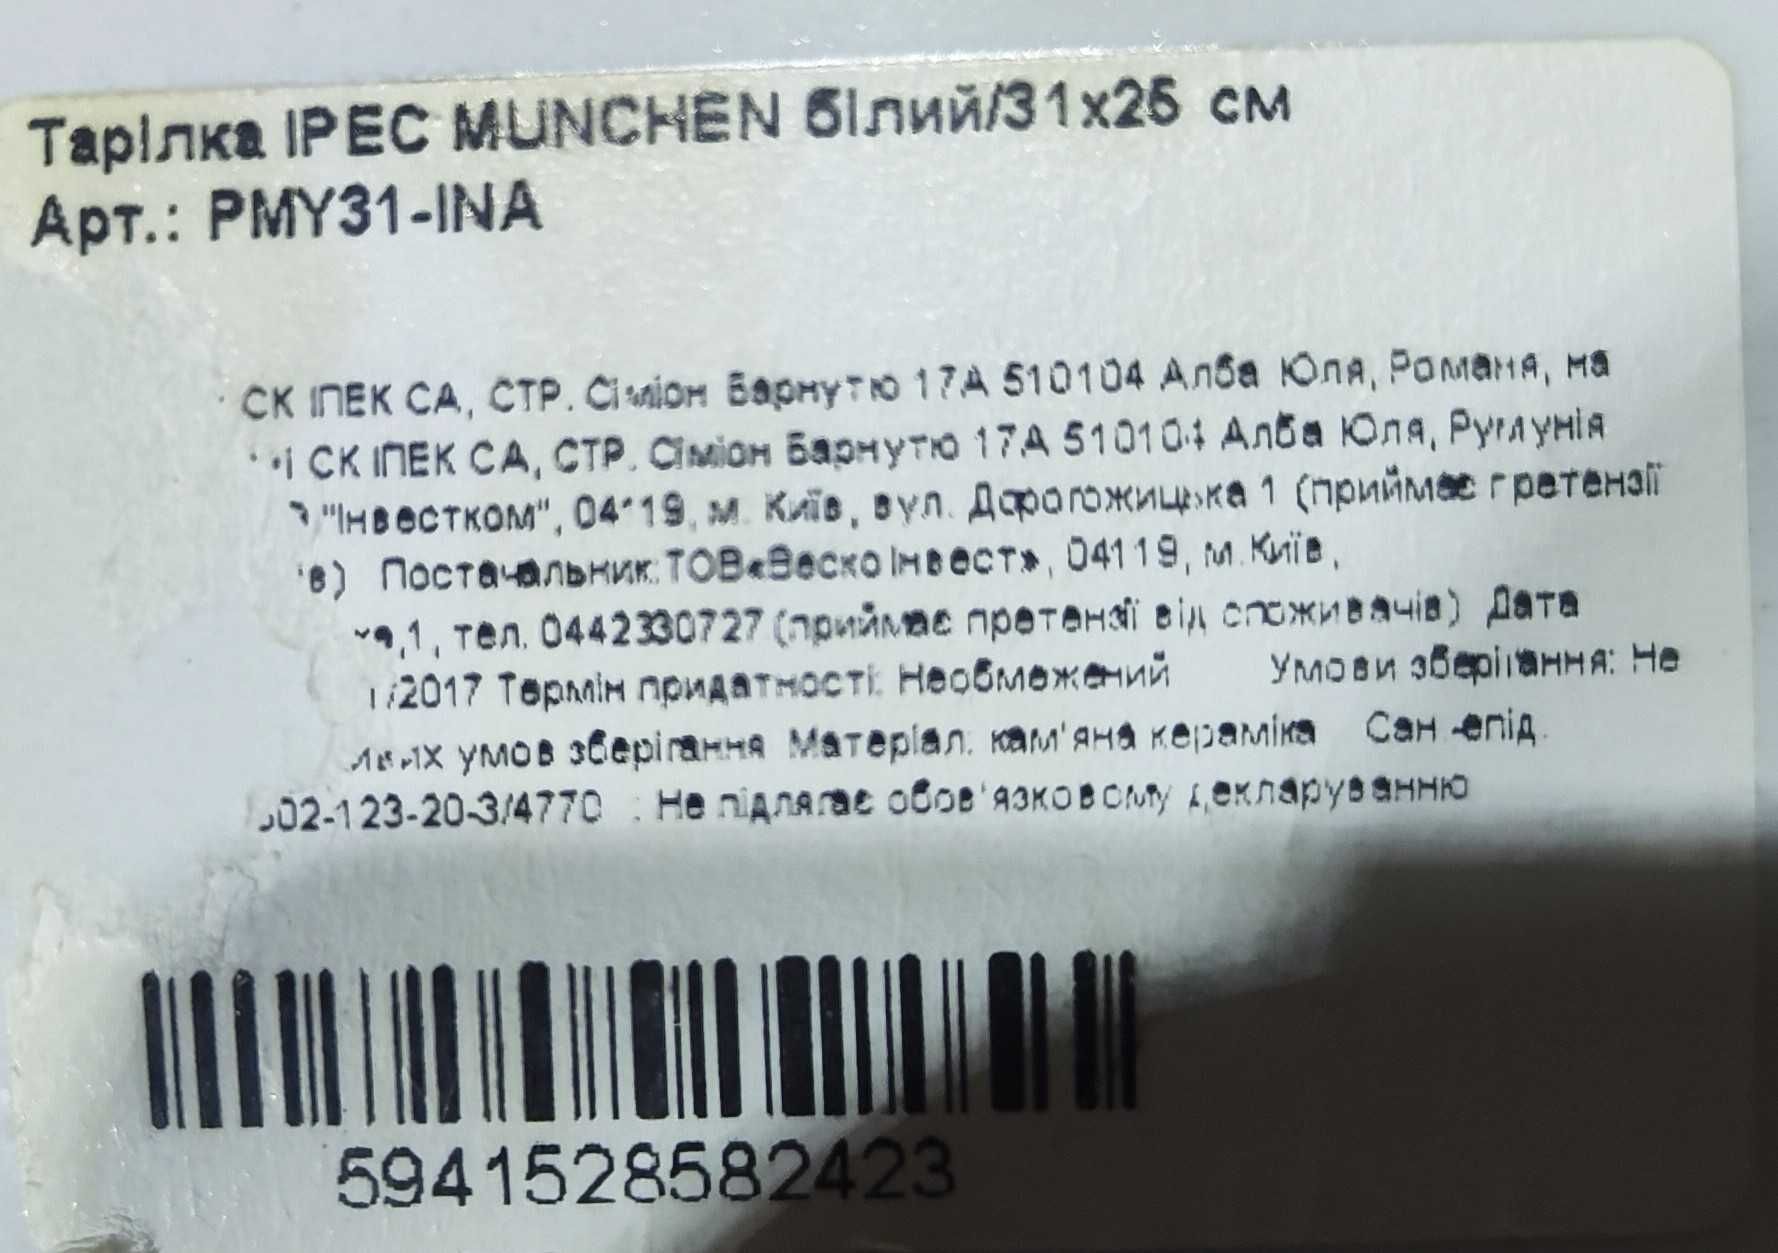 Тарілка IPEC MUNCHEN білий/31х25 см
Арт.: PMY31-INA
СК ІПЕК СА, СТР. Сіміон Барнутю 17А 510104 Алба Юля, Романя, на
СК ІПЕК СА, СТР. Сіміон Барнутю 17А 510104 Алба Юля, Румунія
"Інвестком", 04119, м. Київ, вул. Дорогожицька 1 (приймає претензії
Постачальник: ТОВ«Веско Інвест», 04119, м.Київ,
1, тел. 0442330727 (приймає претензії від споживачів) Дата
/2017 Термін придатності: Необмежений Умови зберігання: Не
умов зберігання Матеріал: кам'яна кераміка Сан.-епід.
02-123-20-3/4770 : Не підлягає обов'язковому декларуванню
5941528582423